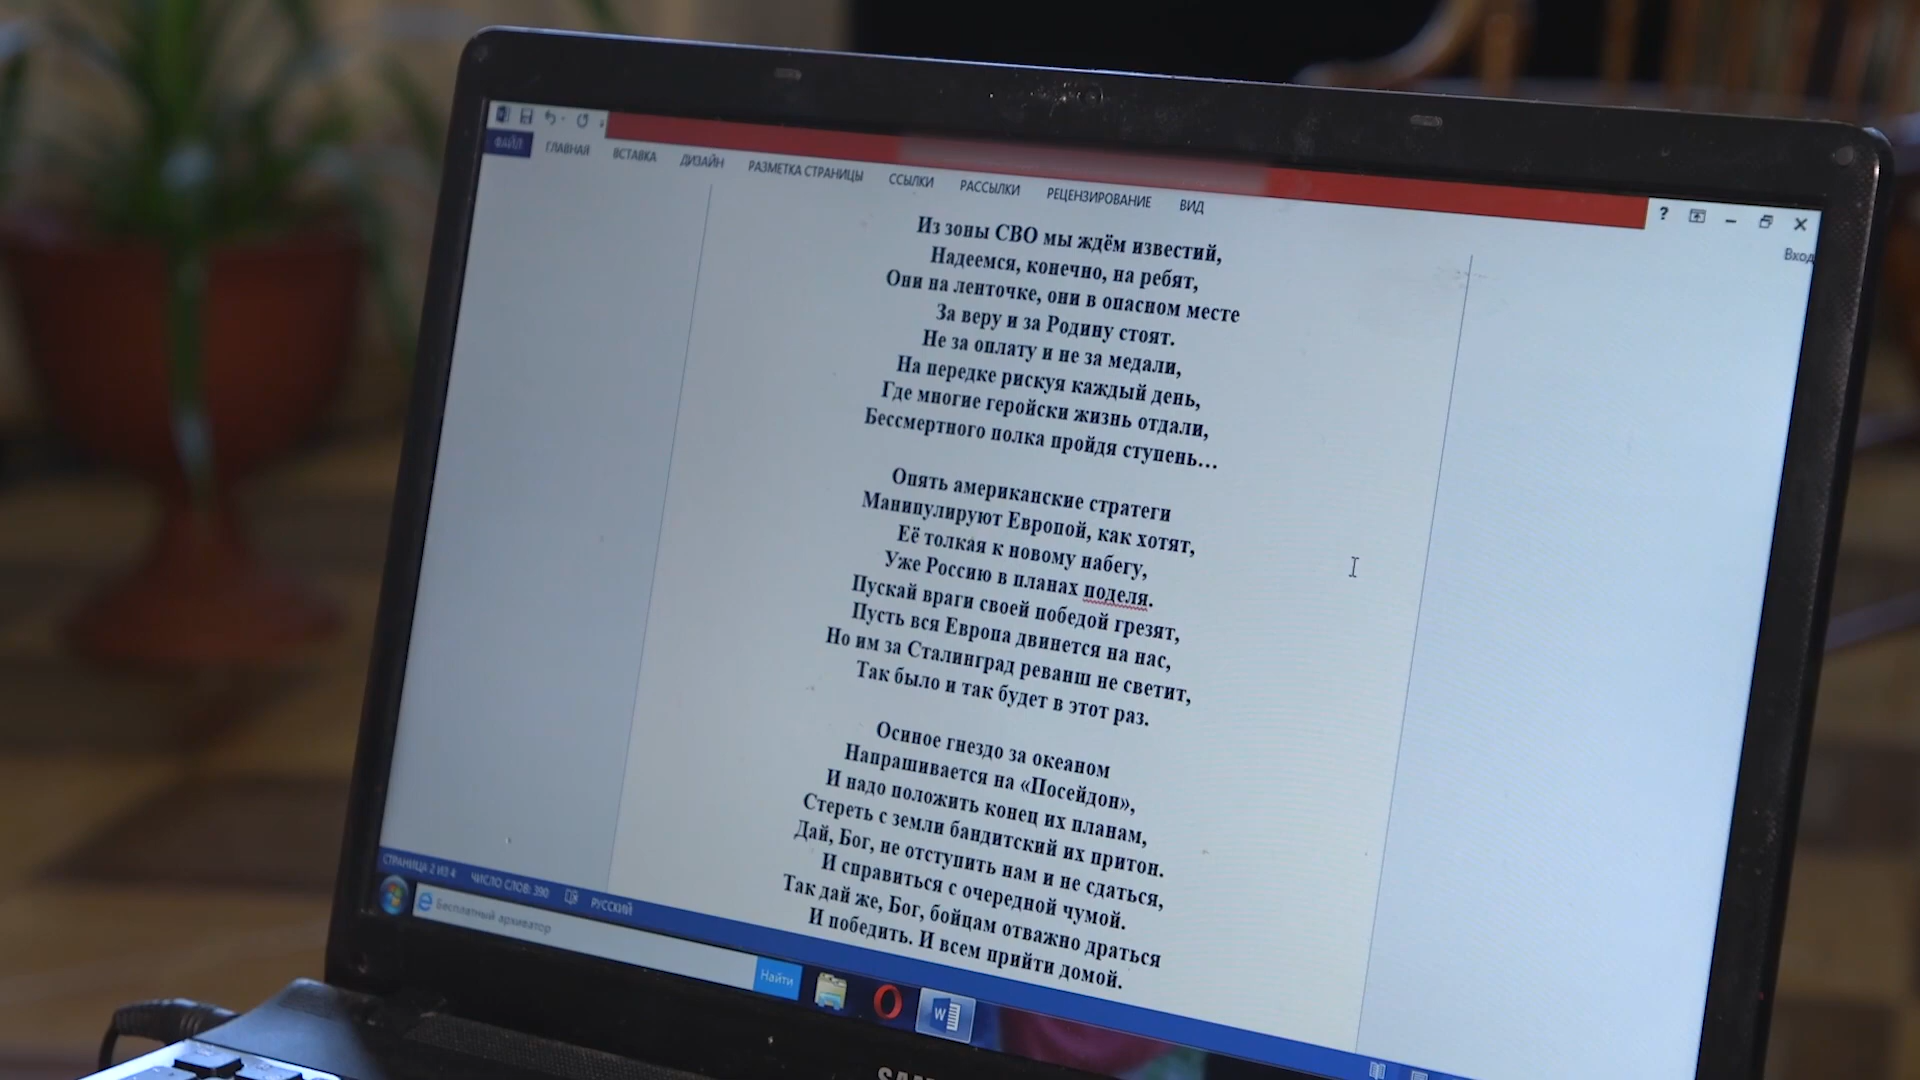 ФАЙЛ ГЛАВНАЯ ВСТАВКА ДИЗАЙН РАЗМЕТКА СТРАНИЦЫ ССЫЛКИ РАССЫЛКИ РЕЦЕНЗИРОВАНИЕ ВИД
?
Вход
Из зоны СВО мы ждём известий,
Надеемся, конечно, на ребят,
Они на ленточке, они в опасном месте
За веру и за Родину стоят.
Не за оплату и не за медали,
На передке рискуя каждый день,
Где многие геройски жизнь отдали,
Бессмертного полка пройдя ступень…
Опять американские стратеги
Манипулируют Европой, как хотят,
Её толкая к новому набегу,
Уже Россию в планах поделя.
Пускай враги своей победой грезят,
Пусть вся Европа двинется на нас,
Но им за Сталинград реванш не светит,
Так было и так будет в этот раз.
Осиное гнездо за океаном
Напрашивается на «Посейдон»,
И надо положить конец их планам,
Стереть с земли бандитский их притон.
Дай, Бог, не отступить нам и не сдаться,
И справиться с очередной чумой.
Так дай же, Бог, бойцам отважно драться
И победить. И всем прийти домой.
СТРАНИЦА 2 ИЗ 4 ЧИСЛО СЛОВ: 390 РУССКИЙ
Бесплатный архиватор
Найти
W